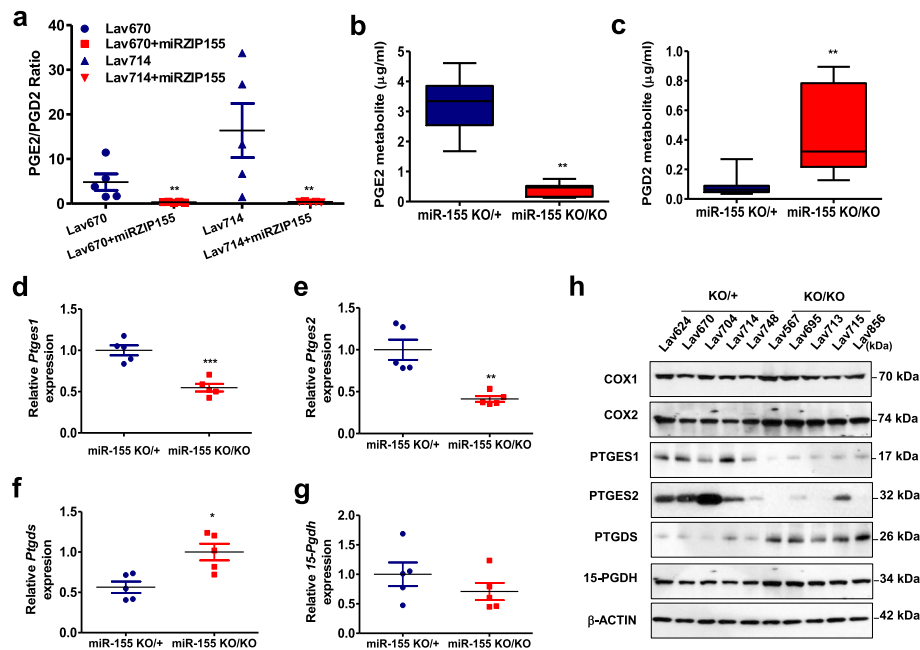 a
Lav670
Lav670+miRZIP155
Lav714
Lav714+miRZIP155
PGE2/PGD2 Ratio
40
30
20
10
0
**
**
Lav670
Lav670+miRZIP155
Lav714
Lav714+miRZIP155
b
PGE2 metabolite (µg/ml)
5
4
3
2
1
0
**
miR-155 KO/+
miR-155 KO/KO
c
PGD2 metabolite (µg/ml)
1.0
0.8
0.6
0.4
0.2
0.0
**
miR-155 KO/+
miR-155 KO/KO
d
Relative Ptges1 expression
1.5
1.0
0.5
0.0
***
miR-155 KO/+
miR-155 KO/KO
e
Relative Ptges2 expression
1.5
1.0
0.5
0.0
**
miR-155 KO/+
miR-155 KO/KO
f
Relative Ptgds expression
1.5
1.0
0.5
0.0
*
miR-155 KO/+
miR-155 KO/KO
g
Relative 15-Pgdh expression
2.0
1.5
1.0
0.5
0.0
miR-155 KO/+
miR-155 KO/KO
h
KO/+
KO/KO
Lav624
Lav670
Lav704
Lav714
Lav748
Lav567
Lav695
Lav713
Lav715
Lav856
(kDa)
COX1
70 kDa
COX2
74 kDa
PTGES1
17 kDa
PTGES2
32 kDa
PTGDS
26 kDa
15-PGDH
34 kDa
β-ACTIN
42 kDa